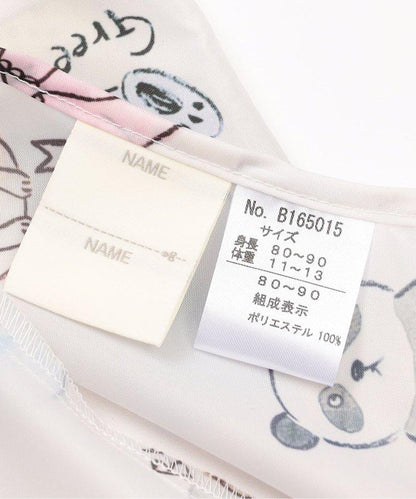 Gree
NAME
NAME
No. B165015
サイズ
身長 80～90
体重 11～13
80～90
組成表示
ポリエステル 100%